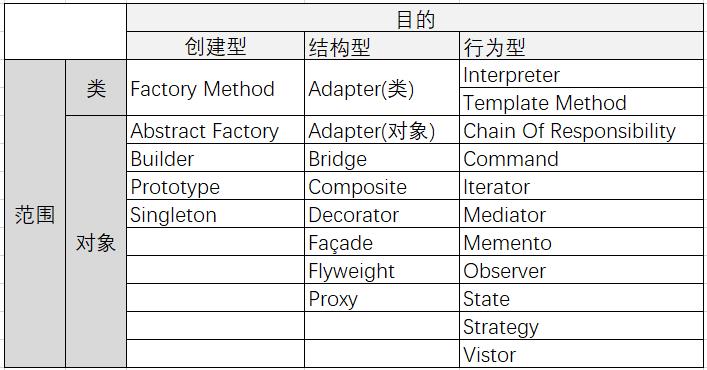 目的
创建型 结构型 行为型
范围
类
Factory Method Adapter(类) Interpreter
Template Method
对象
Abstract Factory Adapter(对象) Chain Of Responsibility
Builder Bridge Command
Prototype Composite Iterator
Singleton Decorator Mediator
Façade Memento
Flyweight Observer
Proxy State
Strategy
Vistor